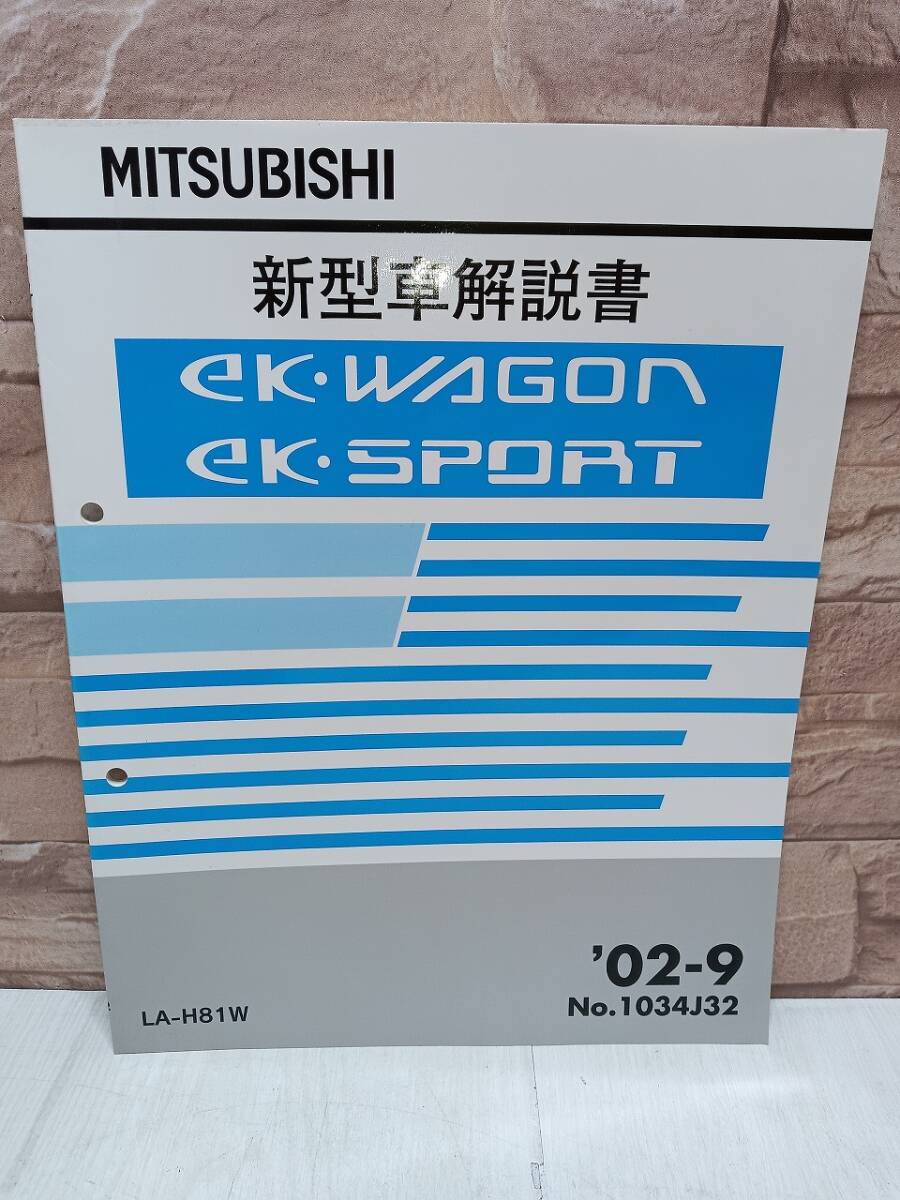 MITSUBISHI
新型車解説書
eK·WAGON
eK·SPORT
'02-9
No.1034J32
LA-H81W